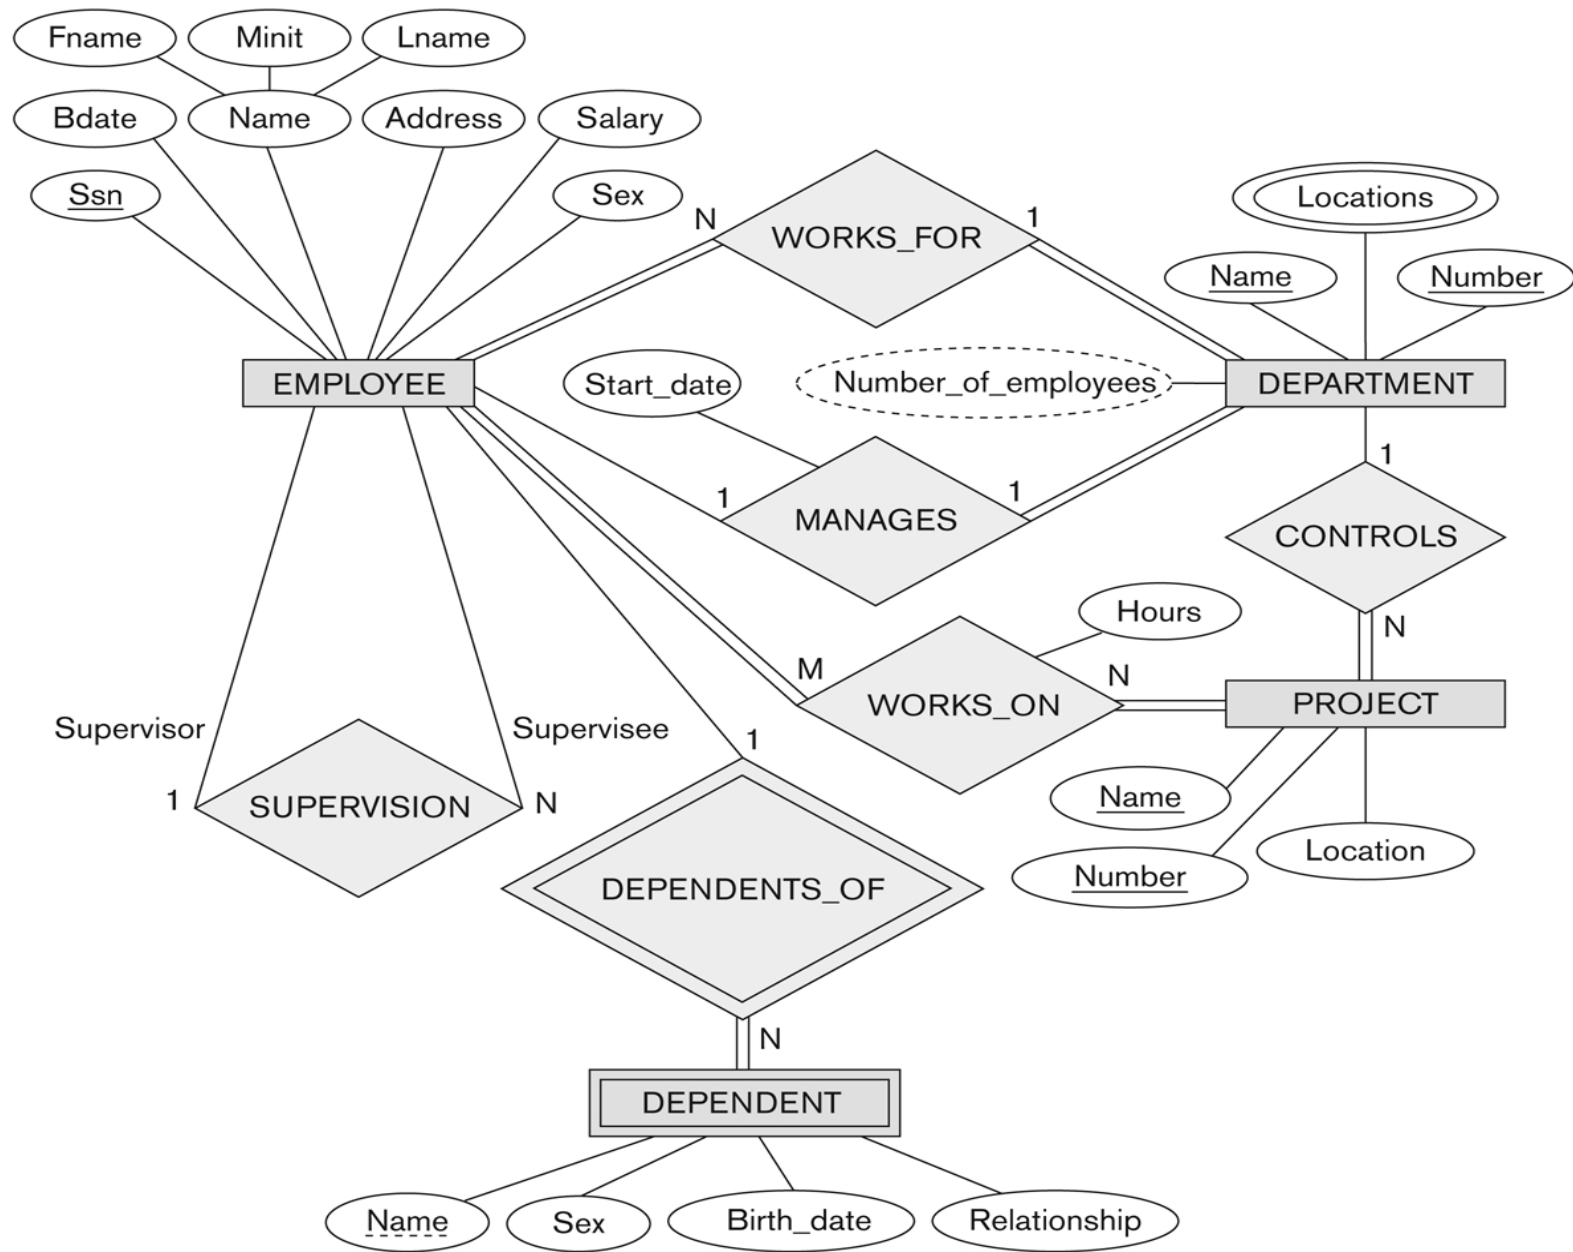 Fname
Minit
Lname
Bdate
Name
Address
Salary
Ssn
Sex
N
WORKS_FOR
1
Locations
Name
Number
EMPLOYEE
Start_date
Number_of_employees
DEPARTMENT
1
MANAGES
1
1
CONTROLS
N
Hours
M
WORKS_ON
N
PROJECT
Supervisor
Supervisee
1
SUPERVISION
N
1
Name
Number
Location
DEPENDENTS_OF
N
DEPENDENT
Name
Sex
Birth_date
Relationship